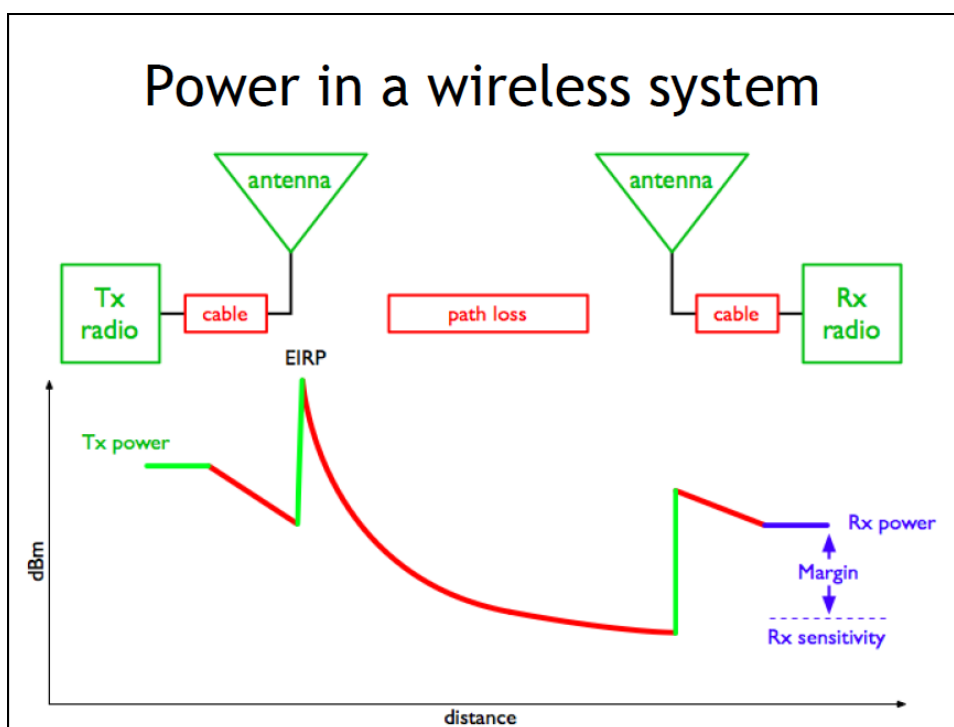 Power in a wireless system
antenna
antenna
Tx
radio
cable
path loss
cable
Rx
radio
EIRP
Tx power
Rx power
Margin
Rx sensitivity
dBm
distance